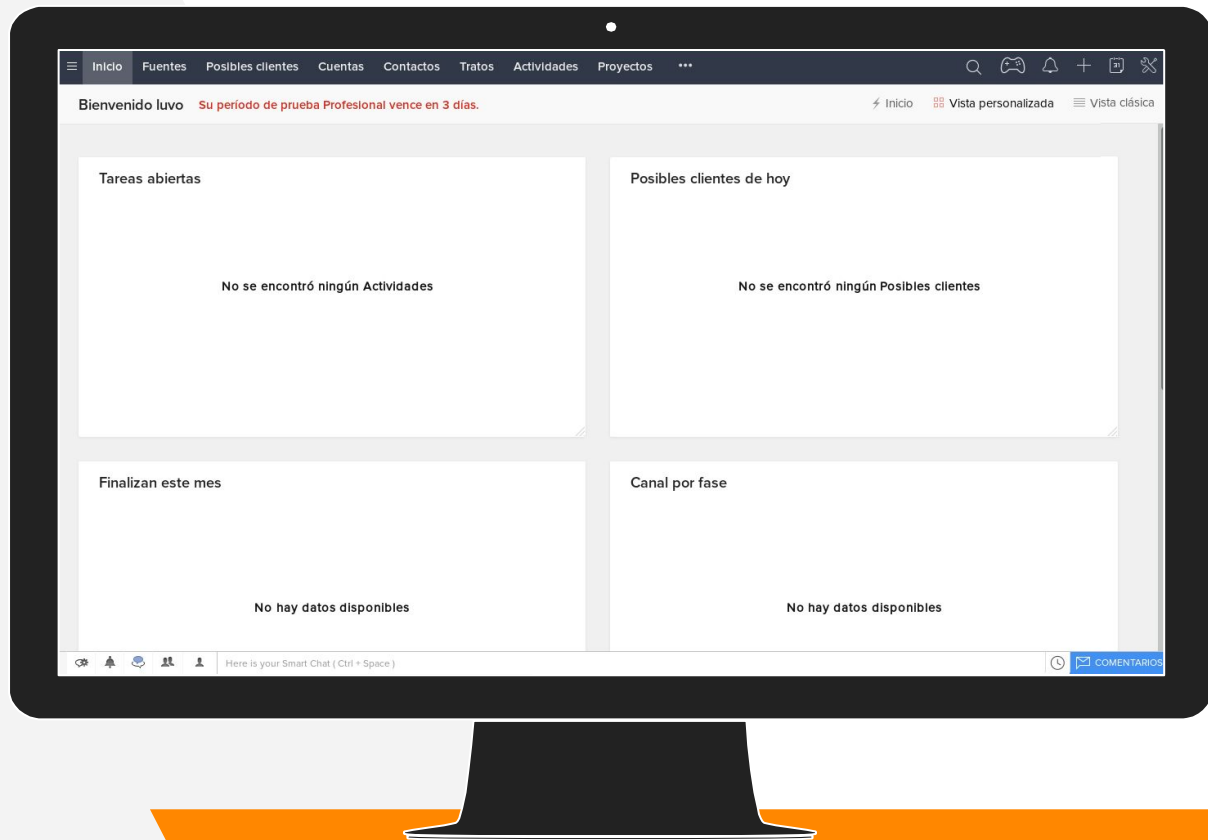 Inicio Fuentes Posibles clientes Cuentas Contactos Tratos Actividades Proyectos ••• 31
Bienvenido luvo Su período de prueba Profesional vence en 3 días. Inicio Vista personalizada Vista clásica
Tareas abiertas
Posibles clientes de hoy
No se encontró ningún Actividades
No se encontró ningún Posibles clientes
Finalizan este mes
Canal por fase
No hay datos disponibles
No hay datos disponibles
Here is your Smart Chat ( Ctrl + Space ) COMENTARIOS